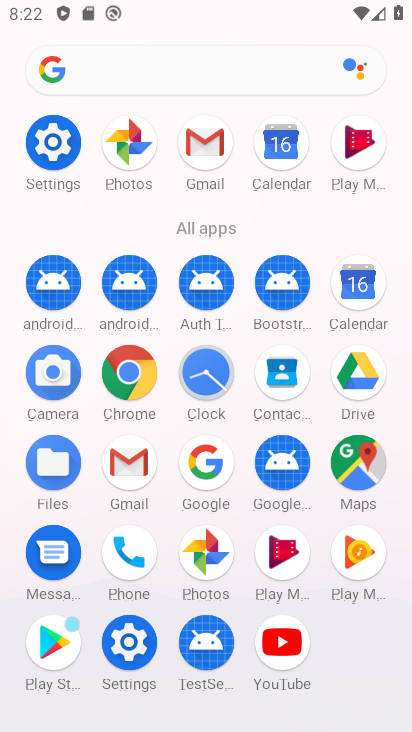 8:22
G
Settings Photos Gmail Calendar Play M...
16
All apps
android... android... Auth T... Bootstr... Calendar
16
Camera Chrome Clock Contac... Drive
Files Gmail Google Google... Maps
G G
Messa... Phone Photos Play M... Play M...
Play St... Settings TestSe... YouTube